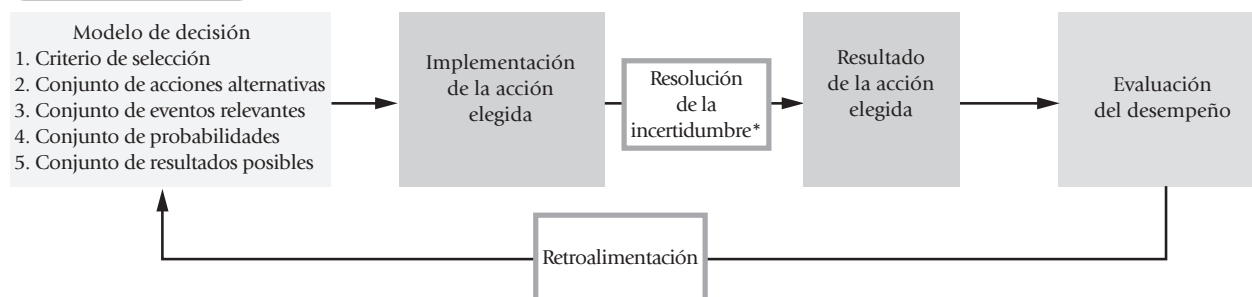 Modelo de decisión
1. Criterio de selección
2. Conjunto de acciones alternativas
3. Conjunto de eventos relevantes
4. Conjunto de probabilidades
5. Conjunto de resultados posibles
Implementación
de la acción
elegida
Resolución
de la
incertidumbre*
Resultado
de la acción
elegida
Evaluación
del desempeño
Retroalimentación